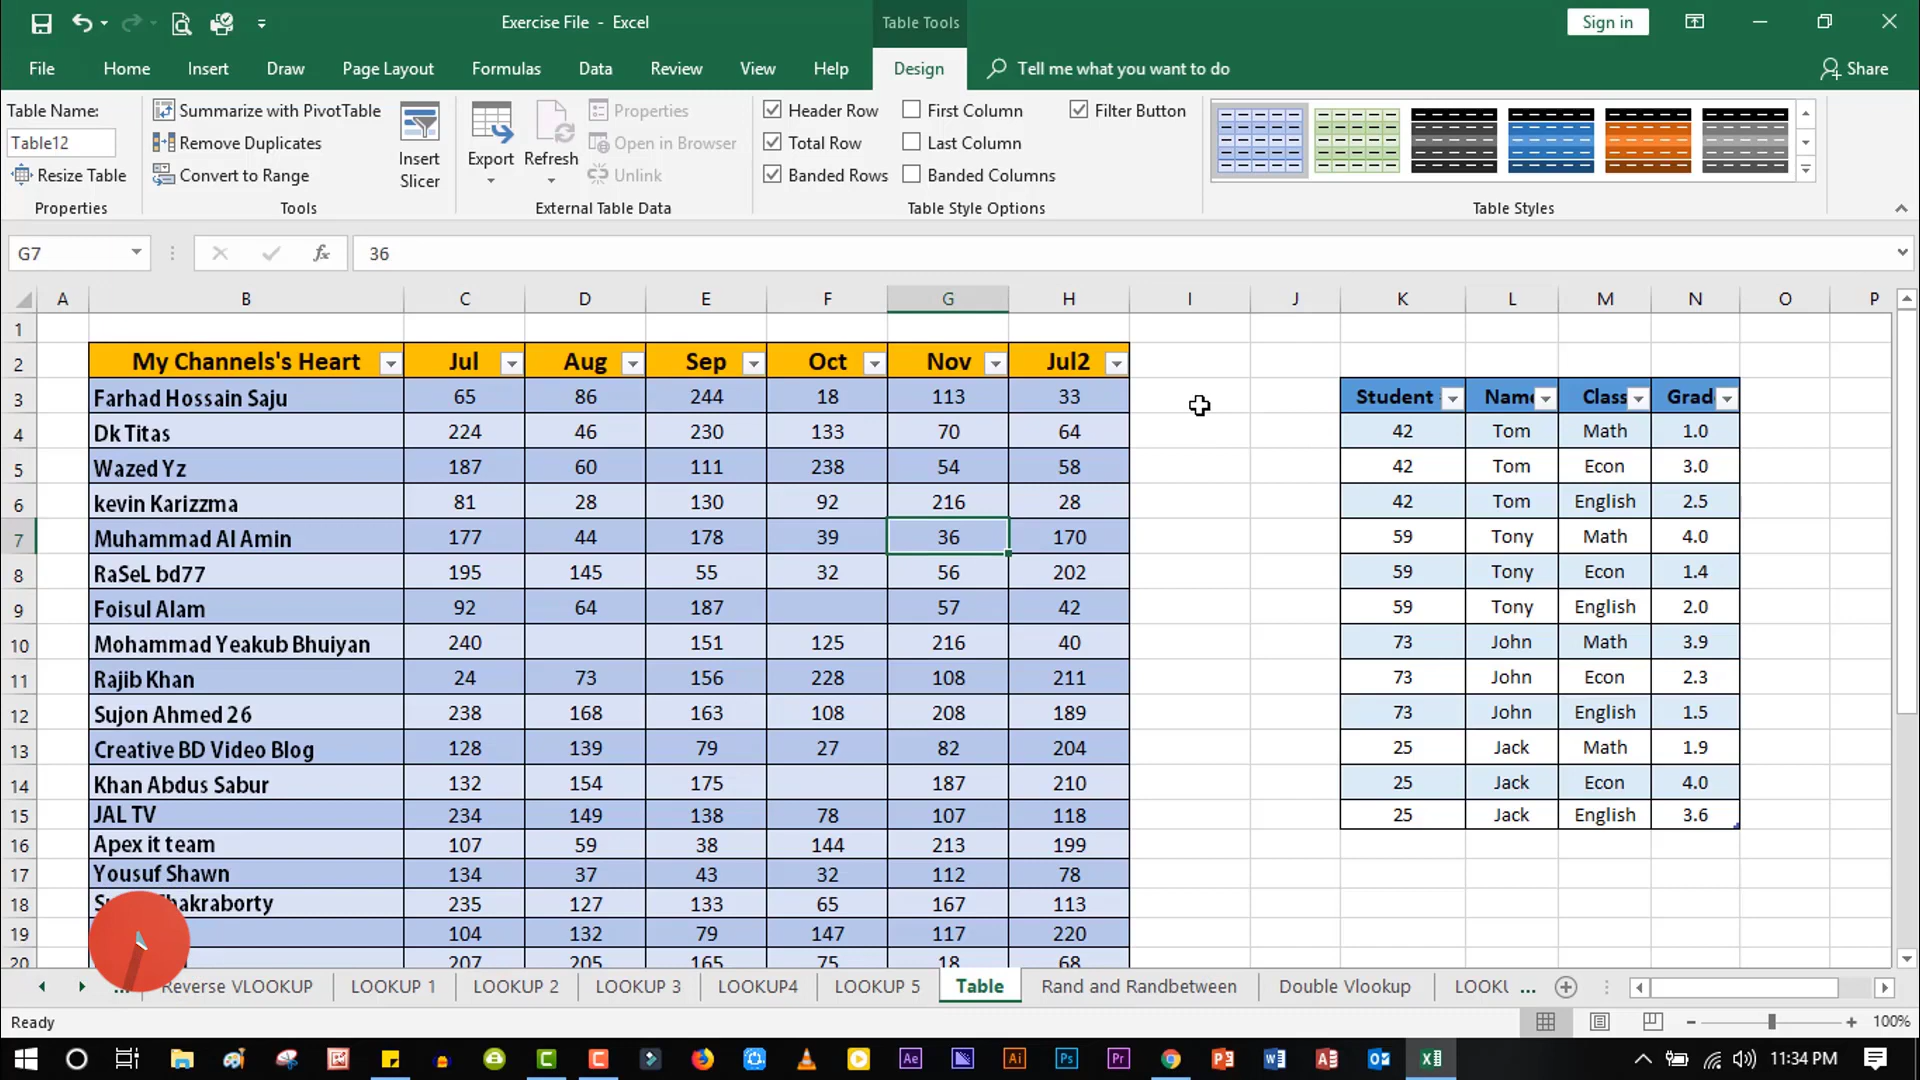 Exercise File - Excel
Table Tools
Sign in
File Home Insert Draw Page Layout Formulas Data Review View Help Design Tell me what you want to do Share
Table Name:
Table12
Resize Table
Properties
Summarize with PivotTable
Remove Duplicates
Convert to Range
Tools
Insert
Slicer
Export
Refresh
Properties
Open in Browser
Unlink
External Table Data
Header Row
Total Row
Banded Rows
First Column
Last Column
Banded Columns
Filter Button
Table Style Options
Table Styles
G7
fx
36
A B C D E F G H I J K L M N O P
1
2 My Channels's Heart Jul Aug Sep Oct Nov Jul2
3 Farhad Hossain Saju 65 86 244 18 113 33 Student Name Class Grad
4 Dk Titas 224 46 230 133 70 64 42 Tom Math 1.0
5 Wazed Yz 187 60 111 238 54 58 42 Tom Econ 3.0
6 kevin Karizzma 81 28 130 92 216 28 42 Tom English 2.5
7 Muhammad Al Amin 177 44 178 39 36 170 59 Tony Math 4.0
8 RaSeL bd77 195 145 55 32 56 202 59 Tony Econ 1.4
9 Foisul Alam 92 64 187 57 42 59 Tony English 2.0
10 Mohammad Yeakub Bhuiyan 240 151 125 216 40 73 John Math 3.9
11 Rajib Khan 24 73 156 228 108 211 73 John Econ 2.3
12 Sujon Ahmed 26 238 168 163 108 208 189 73 John English 1.5
13 Creative BD Video Blog 128 139 79 27 82 204 25 Jack Math 1.9
14 Khan Abdus Sabur 132 154 175 187 210 25 Jack Econ 4.0
15 JAL TV 234 149 138 78 107 118 25 Jack English 3.6
16 Apex it team 107 59 38 144 213 199
17 Yousuf Shawn 134 37 43 32 112 78
18 235 127 133 65 167 113
19 104 132 79 147 117 220
20 207 205 165 75 18 68
... Reverse VLOOKUP LOOKUP 1 LOOKUP 2 LOOKUP 3 LOOKUP4 LOOKUP 5 Table Rand and Randbetween Double Vlookup LOOKU ...
Ready
100%
Ae Ai Ps Pr
11:34 PM